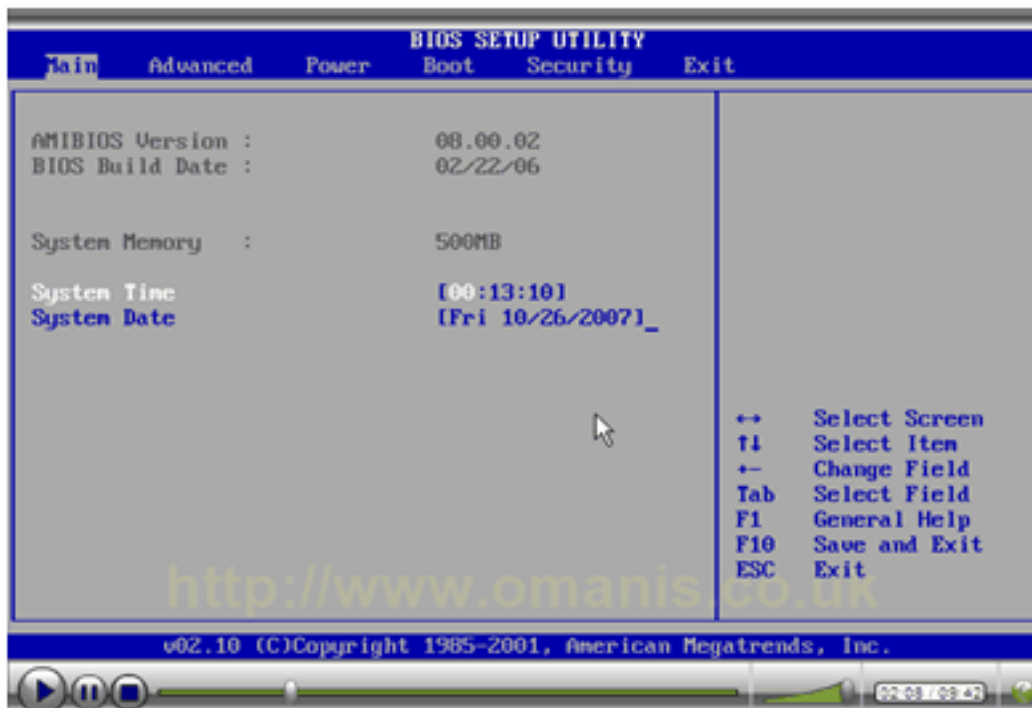 BIOS SETUP UTILITY
Main Advanced Power Boot Security Exit
AMIBIOS Version : 08.00.02
BIOS Build Date : 02/22/06
System Memory : 500MB
System Time [00:13:10]
System Date [Fri 10/26/2007]_
↔ Select Screen
↑↓ Select Item
+- Change Field
Tab Select Field
F1 General Help
F10 Save and Exit
ESC Exit
http://www.omanis.co.uk
v02.10 (C)Copyright 1985-2001, American Megatrends, Inc.